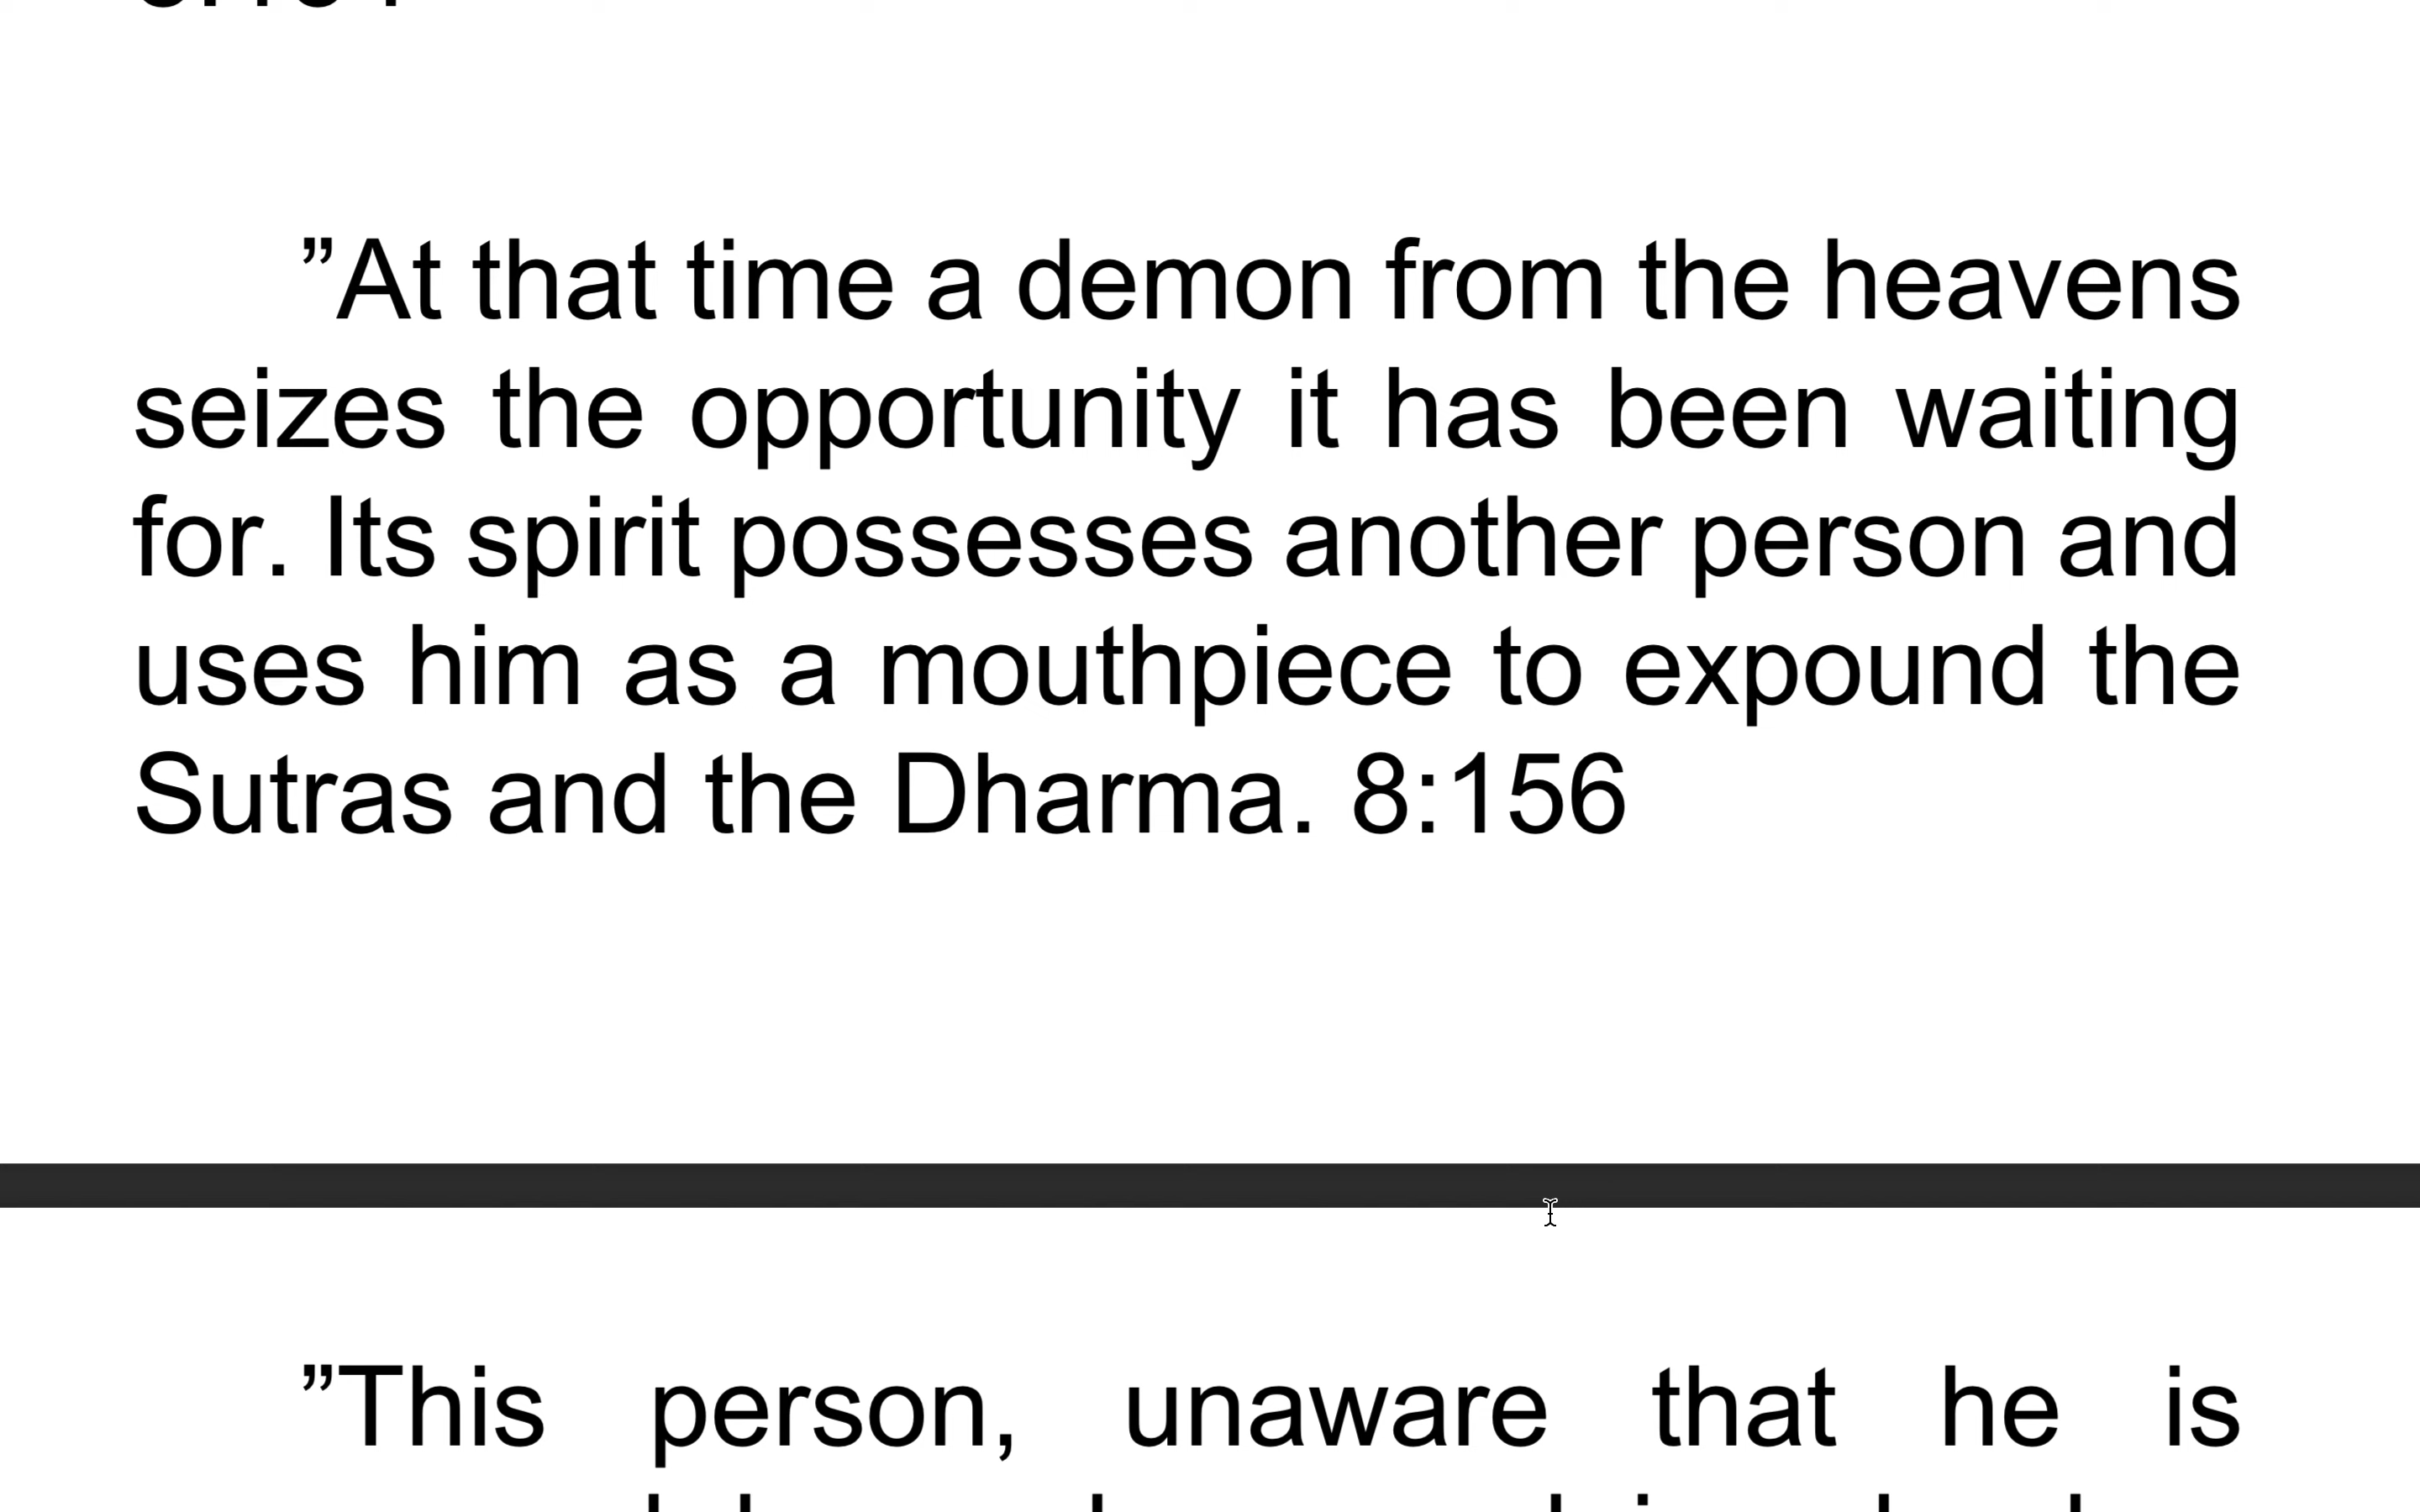 ”At that time a demon from the heavens
seizes the opportunity it has been waiting
for. Its spirit possesses another person and
uses him as a mouthpiece to expound the
Sutras and the Dharma. 8:156
”This person, unaware that he is